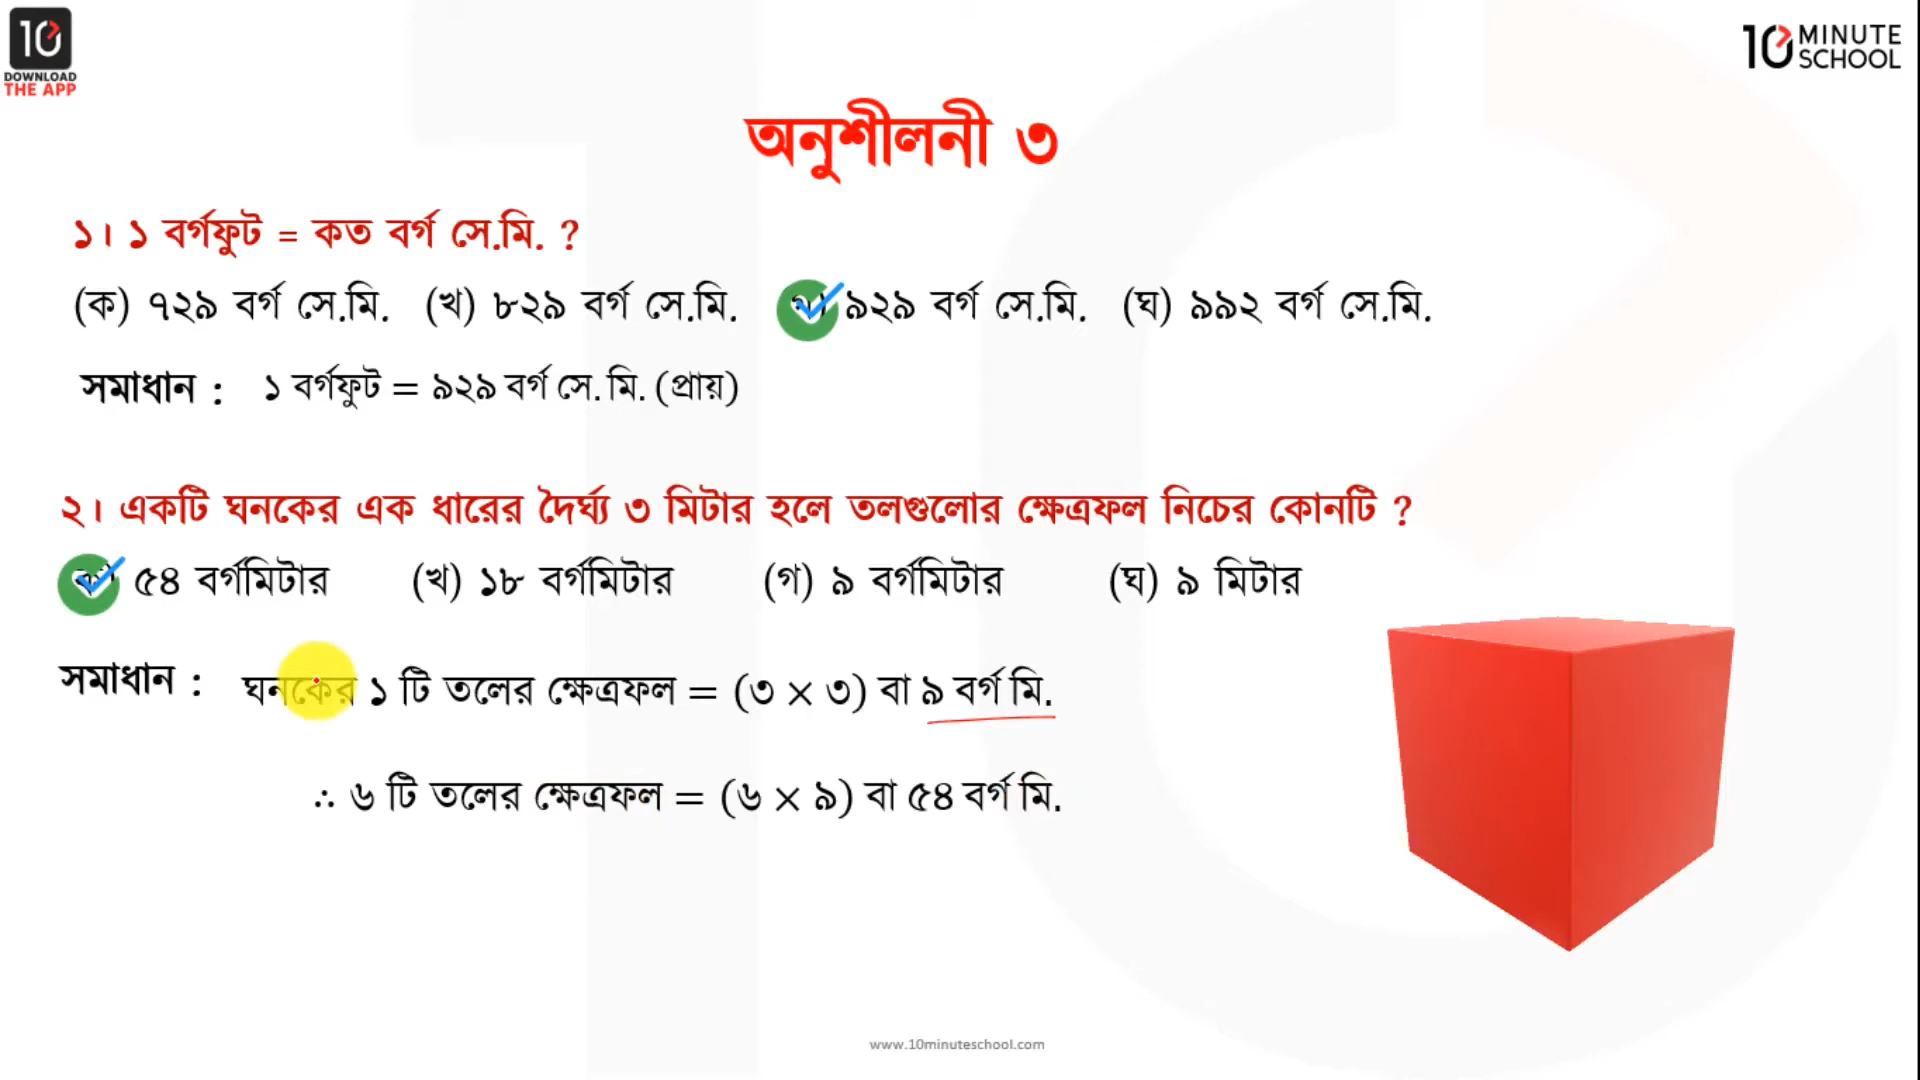 10
DOWNLOAD
THE APP
10 MINUTE
SCHOOL
অনুশীলনী ৩
১। ১ বর্গফুট = কত বর্গ সে.মি. ?
(ক) ৭২৯ বর্গ সে.মি. (খ) ৮২৯ বর্গ সে.মি. ৯২৯ বর্গ সে.মি. (ঘ) ৯৯২ বর্গ সে.মি.
সমাধান : ১ বর্গফুট = ৯২৯ বর্গ সে. মি. (প্রায়)
২। একটি ঘনকের এক ধারের দৈর্ঘ্য ৩ মিটার হলে তলগুলোর ক্ষেত্রফল নিচের কোনটি ?
৫৪ বর্গমিটার (খ) ১৮ বর্গমিটার (গ) ৯ বর্গমিটার (ঘ) ৯ মিটার
সমাধান : ঘনকের ১ টি তলের ক্ষেত্রফল = (৩ × ৩) বা ৯ বর্গ মি.
∴ ৬ টি তলের ক্ষেত্রফল = (৬ × ৯) বা ৫৪ বর্গ মি.
www.10minuteschool.com